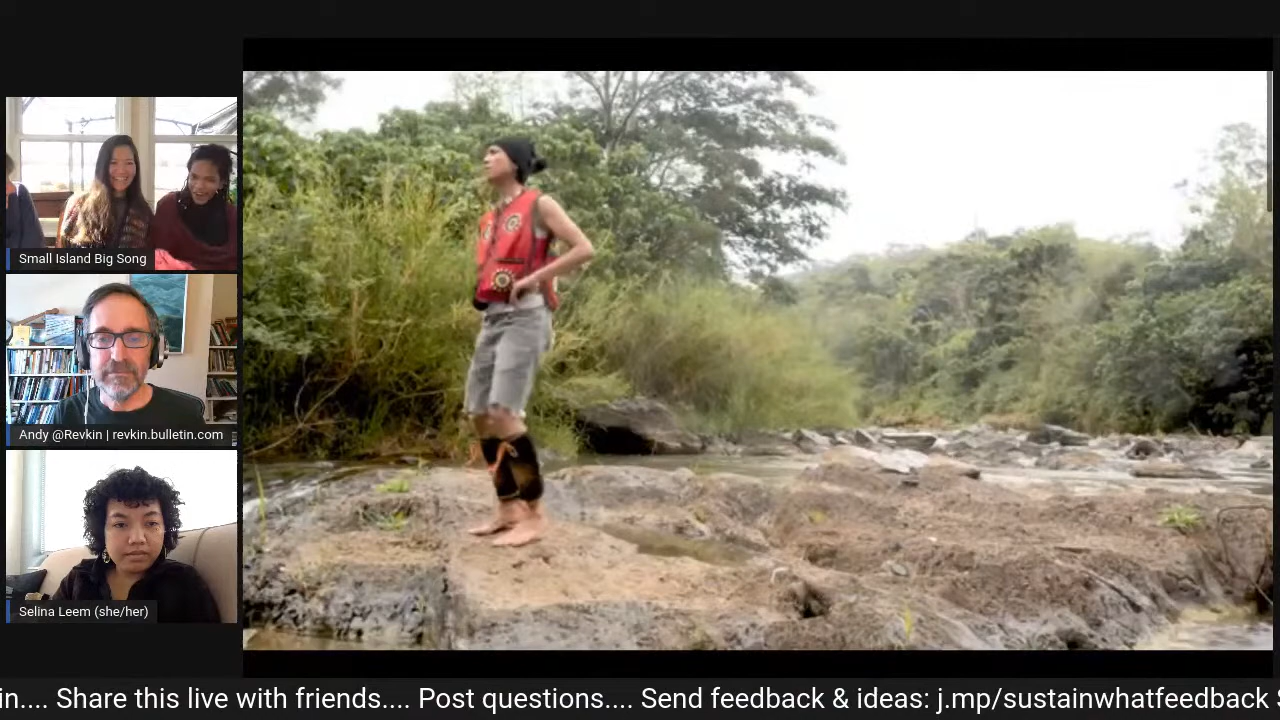 Small Island Big Song
Andy @Revkin | revkin.bulletin.com
Selina Leem (she/her)
in.... Share this live with friends.... Post questions.... Send feedback & ideas: j.mp/sustainwhatfeedback